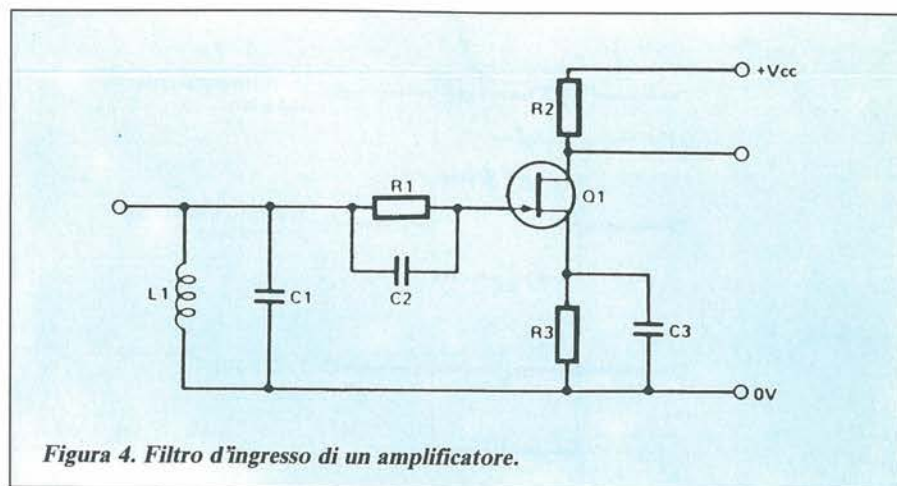 +Vcc
R2
R1
Q1
C2
L1
C1
R3
C3
0V
Figura 4. Filtro d'ingresso di un amplificatore.